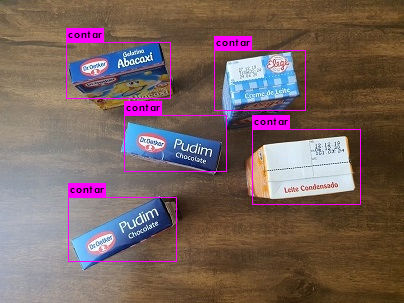 contar
Dr.Oetker
Gelatina
Abacaxi
contar
Elegê
Creme de Leite
contar
Dr.Oetker
Pudim
Chocolate
contar
Leite Condensado
contar
Dr.Oetker
Pudim
Chocolate